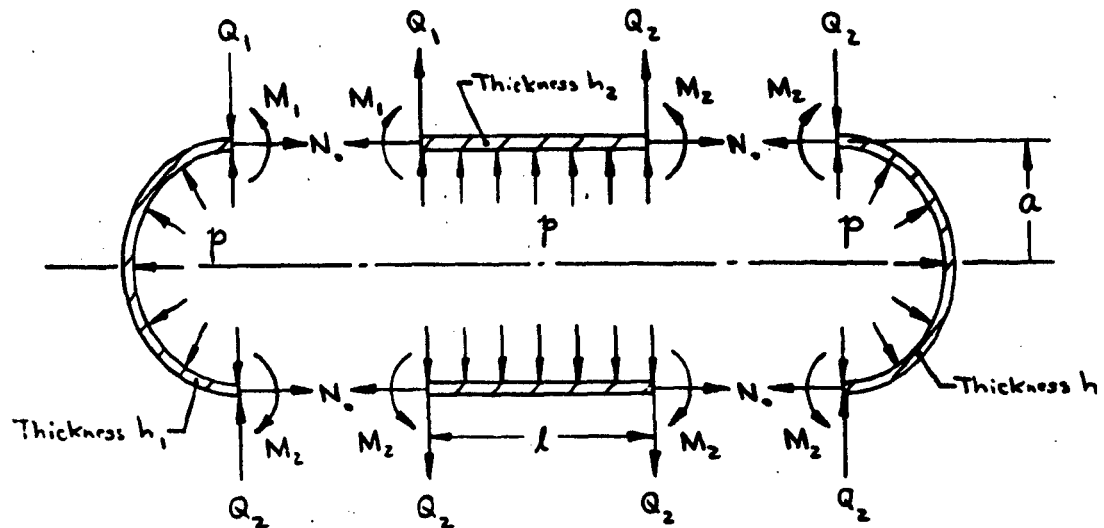 Q₁ Q₁ Q₂ Q₂
Thickness h₂
M₁ M₁ M₂ M₂
N₀ N₀
p p p a
N₀ N₀
Thickness h₁ Thickness h
M₂ M₂ l M₂ M₂
Q₂ Q₂ Q₂ Q₂